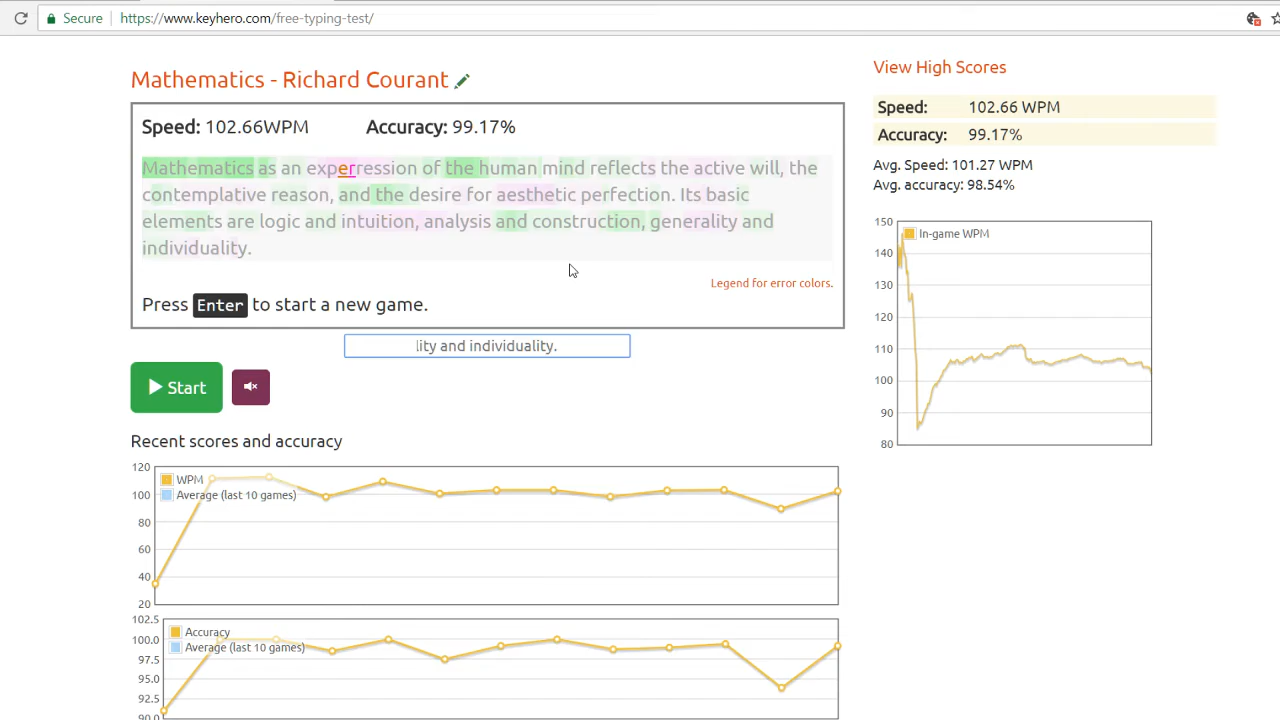 Secure https://www.keyhero.com/free-typing-test/
Mathematics - Richard Courant
Speed: 102.66WPM Accuracy: 99.17%
Mathematics as an experression of the human mind reflects the active will, the
contemplative reason, and the desire for aesthetic perfection. Its basic
elements are logic and intuition, analysis and construction, generality and
individuality.
Legend for error colors.
Press Enter to start a new game.
lity and individuality.
Start
Recent scores and accuracy
120
WPM
Average (last 10 games)
100
80
60
40
20
102.5
Accuracy
100.0
Average (last 10 games)
97.5
95.0
92.5
90.0
View High Scores
Speed: 102.66 WPM
Accuracy: 99.17%
Avg. Speed: 101.27 WPM
Avg. accuracy: 98.54%
150
In-game WPM
140
130
120
110
100
90
80